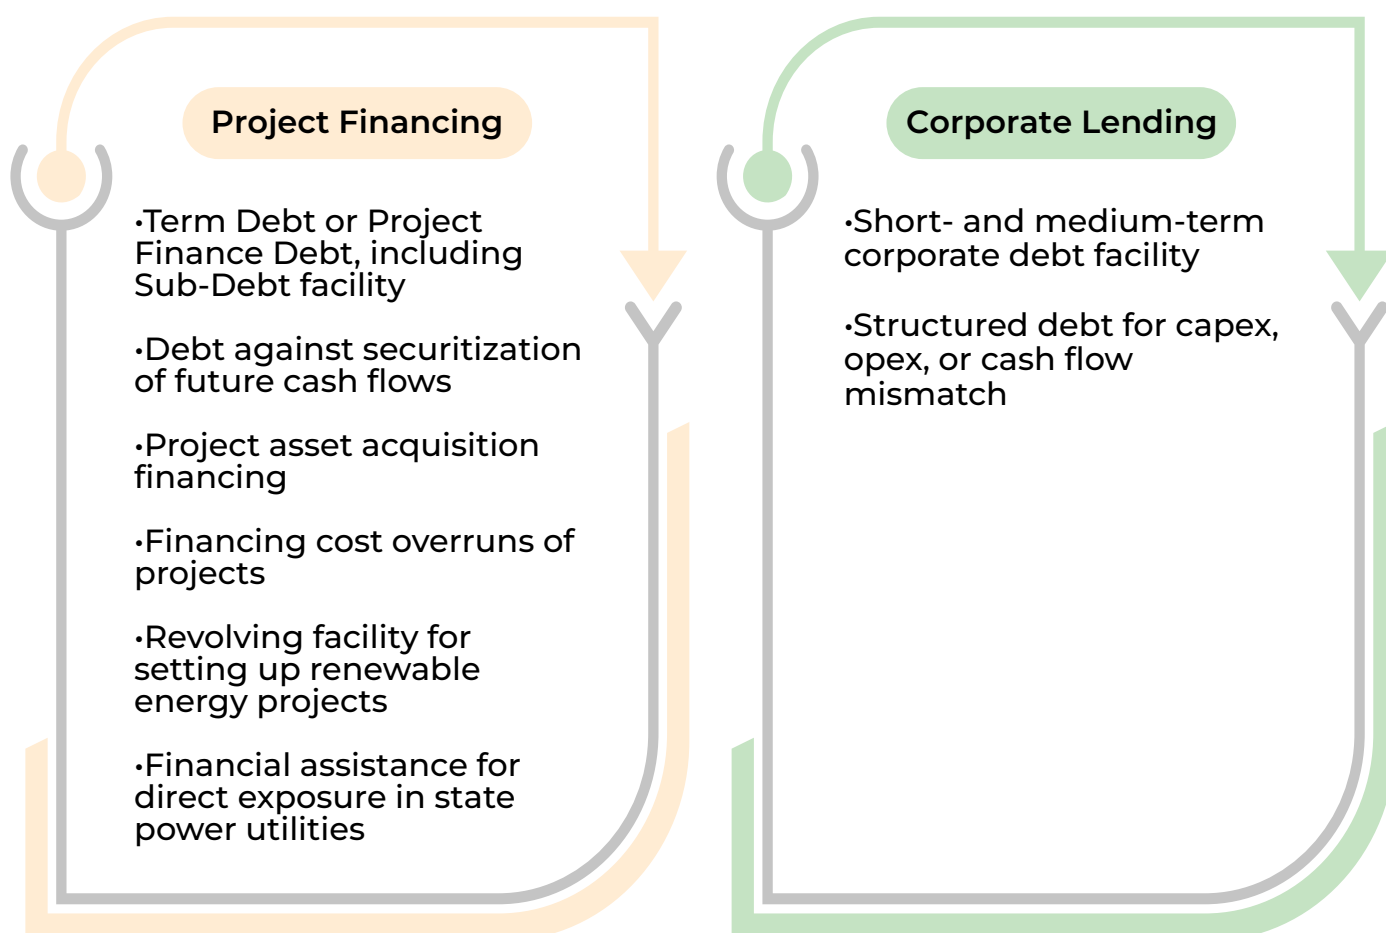 Project Financing
•Term Debt or Project
Finance Debt, including
Sub-Debt facility
•Debt against securitization
of future cash flows
•Project asset acquisition
financing
•Financing cost overruns of
projects
•Revolving facility for
setting up renewable
energy projects
•Financial assistance for
direct exposure in state
power utilities
Corporate Lending
•Short- and medium-term
corporate debt facility
•Structured debt for capex,
opex, or cash flow
mismatch